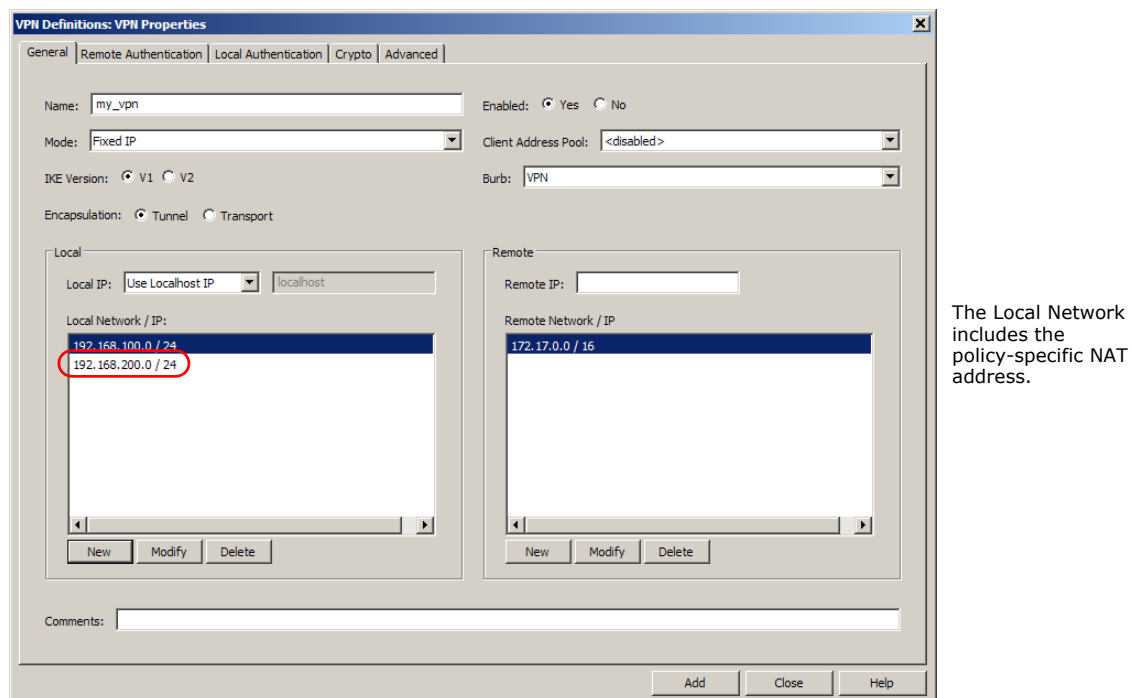 VPN Definitions: VPN Properties
General Remote Authentication Local Authentication Crypto Advanced
Name: my_vpn
Enabled: Yes No
Mode: Fixed IP
Client Address Pool: <disabled>
IKE Version: V1 V2
Burb: VPN
Encapsulation: Tunnel Transport
Local
Local IP: Use Localhost IP localhost
Local Network / IP:
192.168.100.0 / 24
192.168.200.0 / 24
New Modify Delete
Remote
Remote IP:
Remote Network / IP
172.17.0.0 / 16
New Modify Delete
Comments:
Add Close Help
The Local Network
includes the
policy-specific NAT
address.